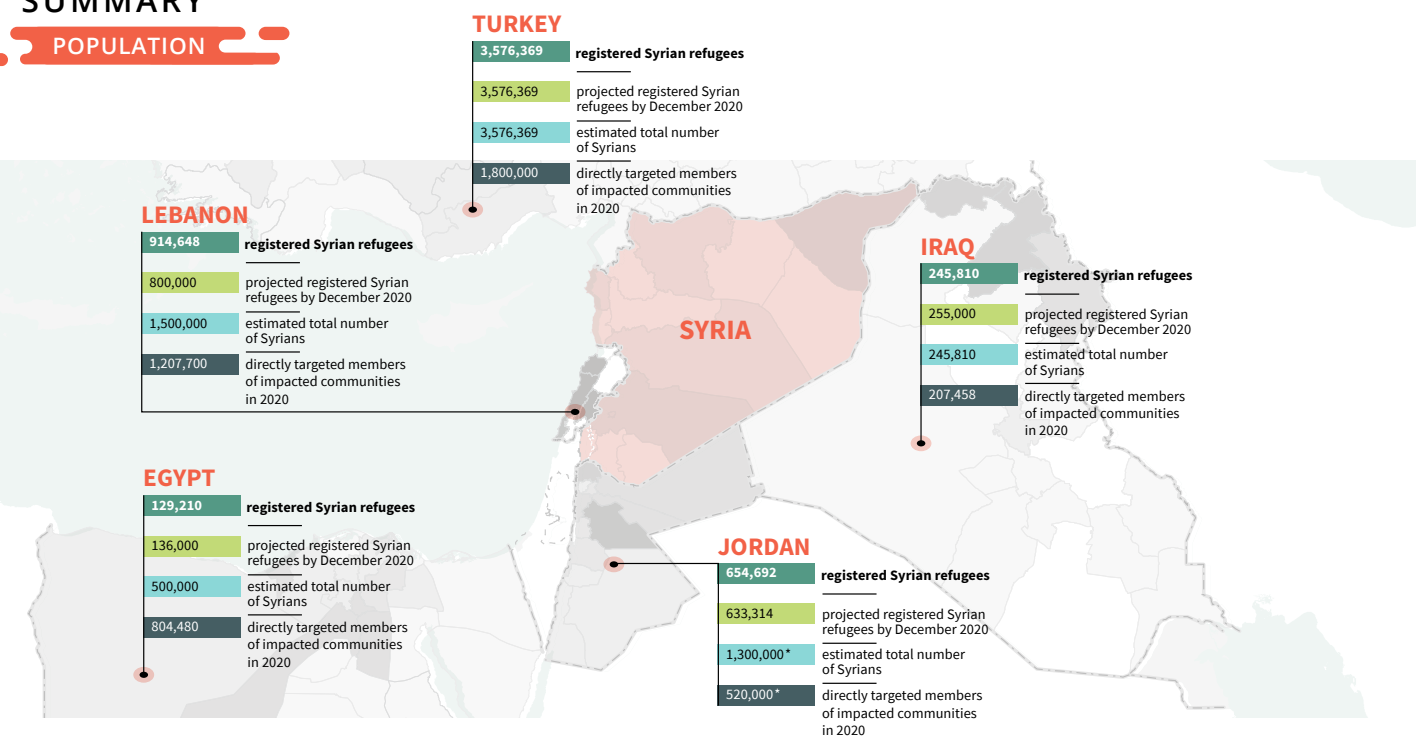 SUMMARY
POPULATION
TURKEY
3,576,369 registered Syrian refugees
3,576,369 projected registered Syrian
refugees by December 2020
3,576,369 estimated total number
of Syrians
1,800,000 directly targeted members
of impacted communities
in 2020
LEBANON
914,648 registered Syrian refugees
800,000 projected registered Syrian
refugees by December 2020
1,500,000 estimated total number
of Syrians
1,207,700 directly targeted members
of impacted communities
in 2020
IRAQ
245,810 registered Syrian refugees
255,000 projected registered Syrian
refugees by December 2020
245,810 estimated total number
of Syrians
207,458 directly targeted members
of impacted communities
in 2020
SYRIA
EGYPT
129,210 registered Syrian refugees
136,000 projected registered Syrian
refugees by December 2020
500,000 estimated total number
of Syrians
804,480 directly targeted members
of impacted communities
in 2020
JORDAN
654,692 registered Syrian refugees
633,314 projected registered Syrian
refugees by December 2020
1,300,000* estimated total number
of Syrians
520,000* directly targeted members
of impacted communities
in 2020